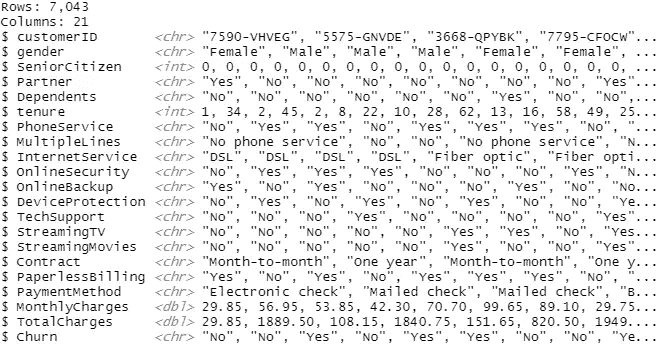 Rows: 7,043
Columns: 21
$ customerID       <chr> "7590-VHVEG", "5575-GNVDE", "3668-QPYBK", "7795-CFOCW"...
$ gender           <chr> "Female", "Male", "Male", "Male", "Female", "Female", ...
$ SeniorCitizen    <int> 0, 0, 0, 0, 0, 0, 0, 0, 0, 0, 0, 0, 0, 0, 0, 0, 0, 0, ...
$ Partner          <chr> "Yes", "No", "No", "No", "No", "No", "No", "No", "Yes"...
$ Dependents       <chr> "No", "No", "No", "No", "No", "No", "Yes", "No", "No",...
$ tenure           <int> 1, 34, 2, 45, 2, 8, 22, 10, 28, 62, 13, 16, 58, 49, 25...
$ PhoneService     <chr> "No", "Yes", "Yes", "No", "Yes", "Yes", "Yes", "No", "...
$ MultipleLines    <chr> "No phone service", "No", "No", "No phone service", "N...
$ InternetService  <chr> "DSL", "DSL", "DSL", "DSL", "Fiber optic", "Fiber opti...
$ OnlineSecurity   <chr> "No", "Yes", "Yes", "Yes", "No", "No", "No", "Yes", "N...
$ OnlineBackup     <chr> "Yes", "No", "Yes", "No", "No", "No", "Yes", "No", "No...
$ DeviceProtection <chr> "No", "Yes", "No", "Yes", "No", "Yes", "No", "No", "Ye...
$ TechSupport      <chr> "No", "No", "No", "Yes", "No", "No", "No", "No", "Yes"...
$ StreamingTV      <chr> "No", "No", "No", "No", "No", "Yes", "Yes", "No", "Yes...
$ StreamingMovies  <chr> "No", "No", "No", "No", "No", "Yes", "No", "No", "Yes"...
$ Contract         <chr> "Month-to-month", "One year", "Month-to-month", "One y...
$ PaperlessBilling <chr> "Yes", "No", "Yes", "No", "Yes", "Yes", "Yes", "No", "...
$ PaymentMethod    <chr> "Electronic check", "Mailed check", "Mailed check", "B...
$ MonthlyCharges   <dbl> 29.85, 56.95, 53.85, 42.30, 70.70, 99.65, 89.10, 29.75...
$ TotalCharges     <dbl> 29.85, 1889.50, 108.15, 1840.75, 151.65, 820.50, 1949....
$ Churn            <chr> "No", "No", "Yes", "No", "Yes", "Yes", "No", "No", "Ye...